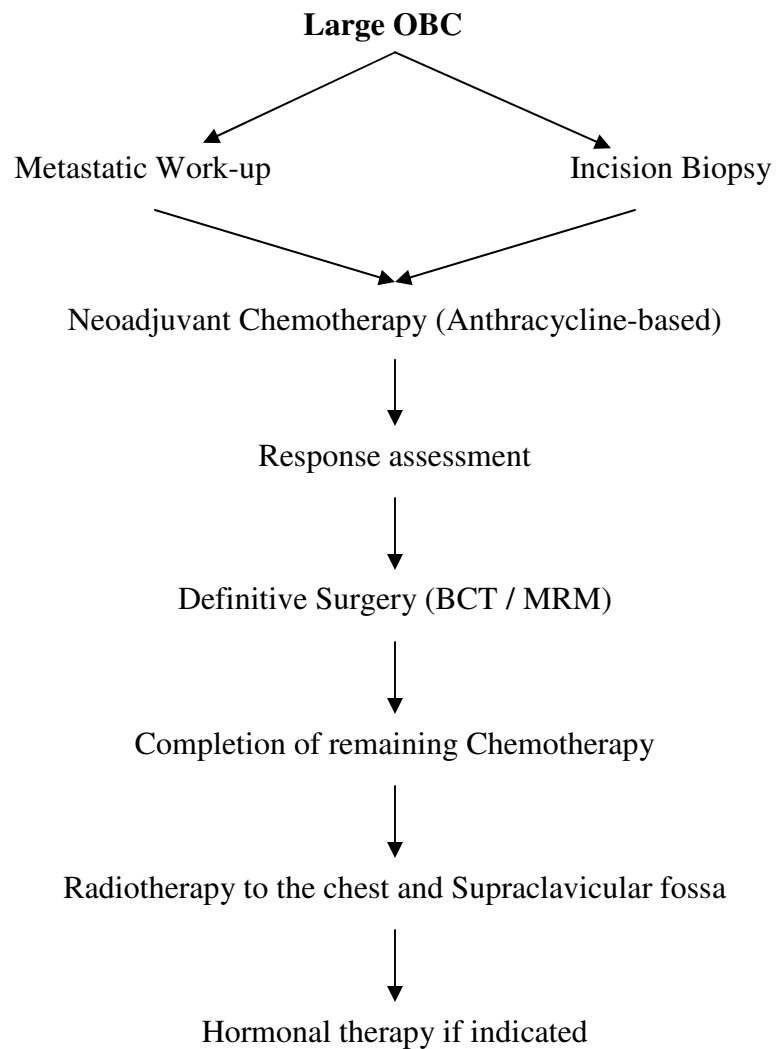 Large OBC
Metastatic Work-up
Incision Biopsy
Neoadjuvant Chemotherapy (Anthracycline-based)
Response assessment
Definitive Surgery (BCT / MRM)
Completion of remaining Chemotherapy
Radiotherapy to the chest and Supraclavicular fossa
Hormonal therapy if indicated